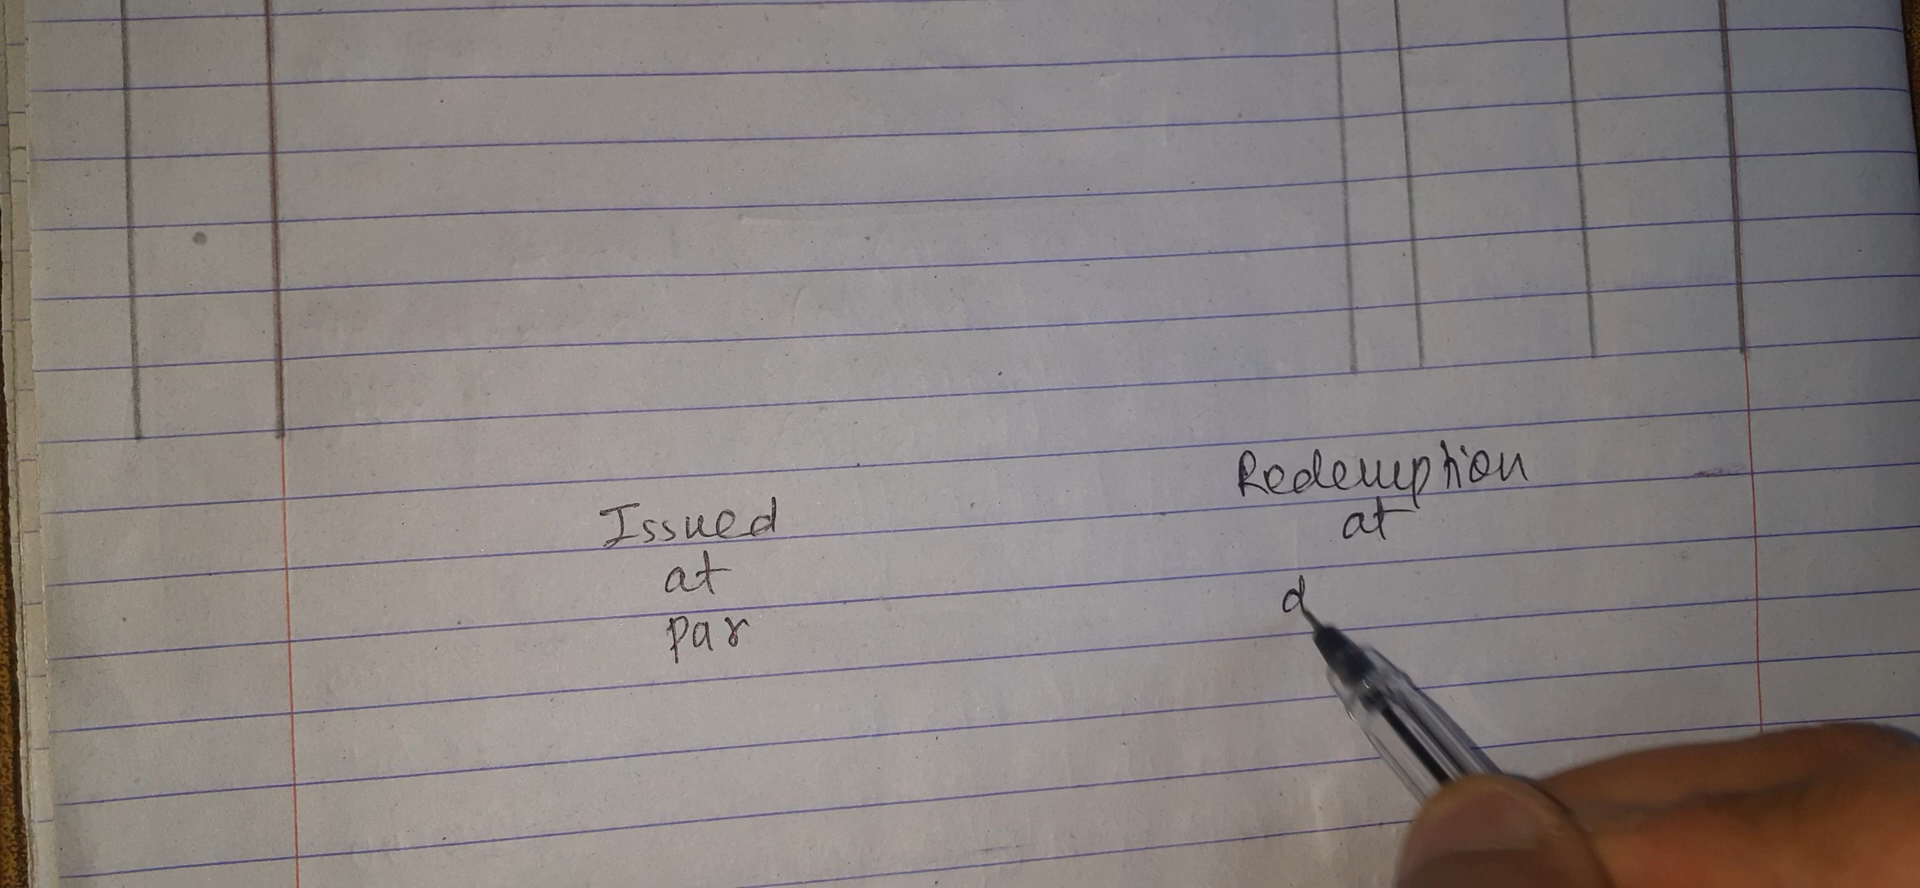 Issued
at
par
Redemption
at
d